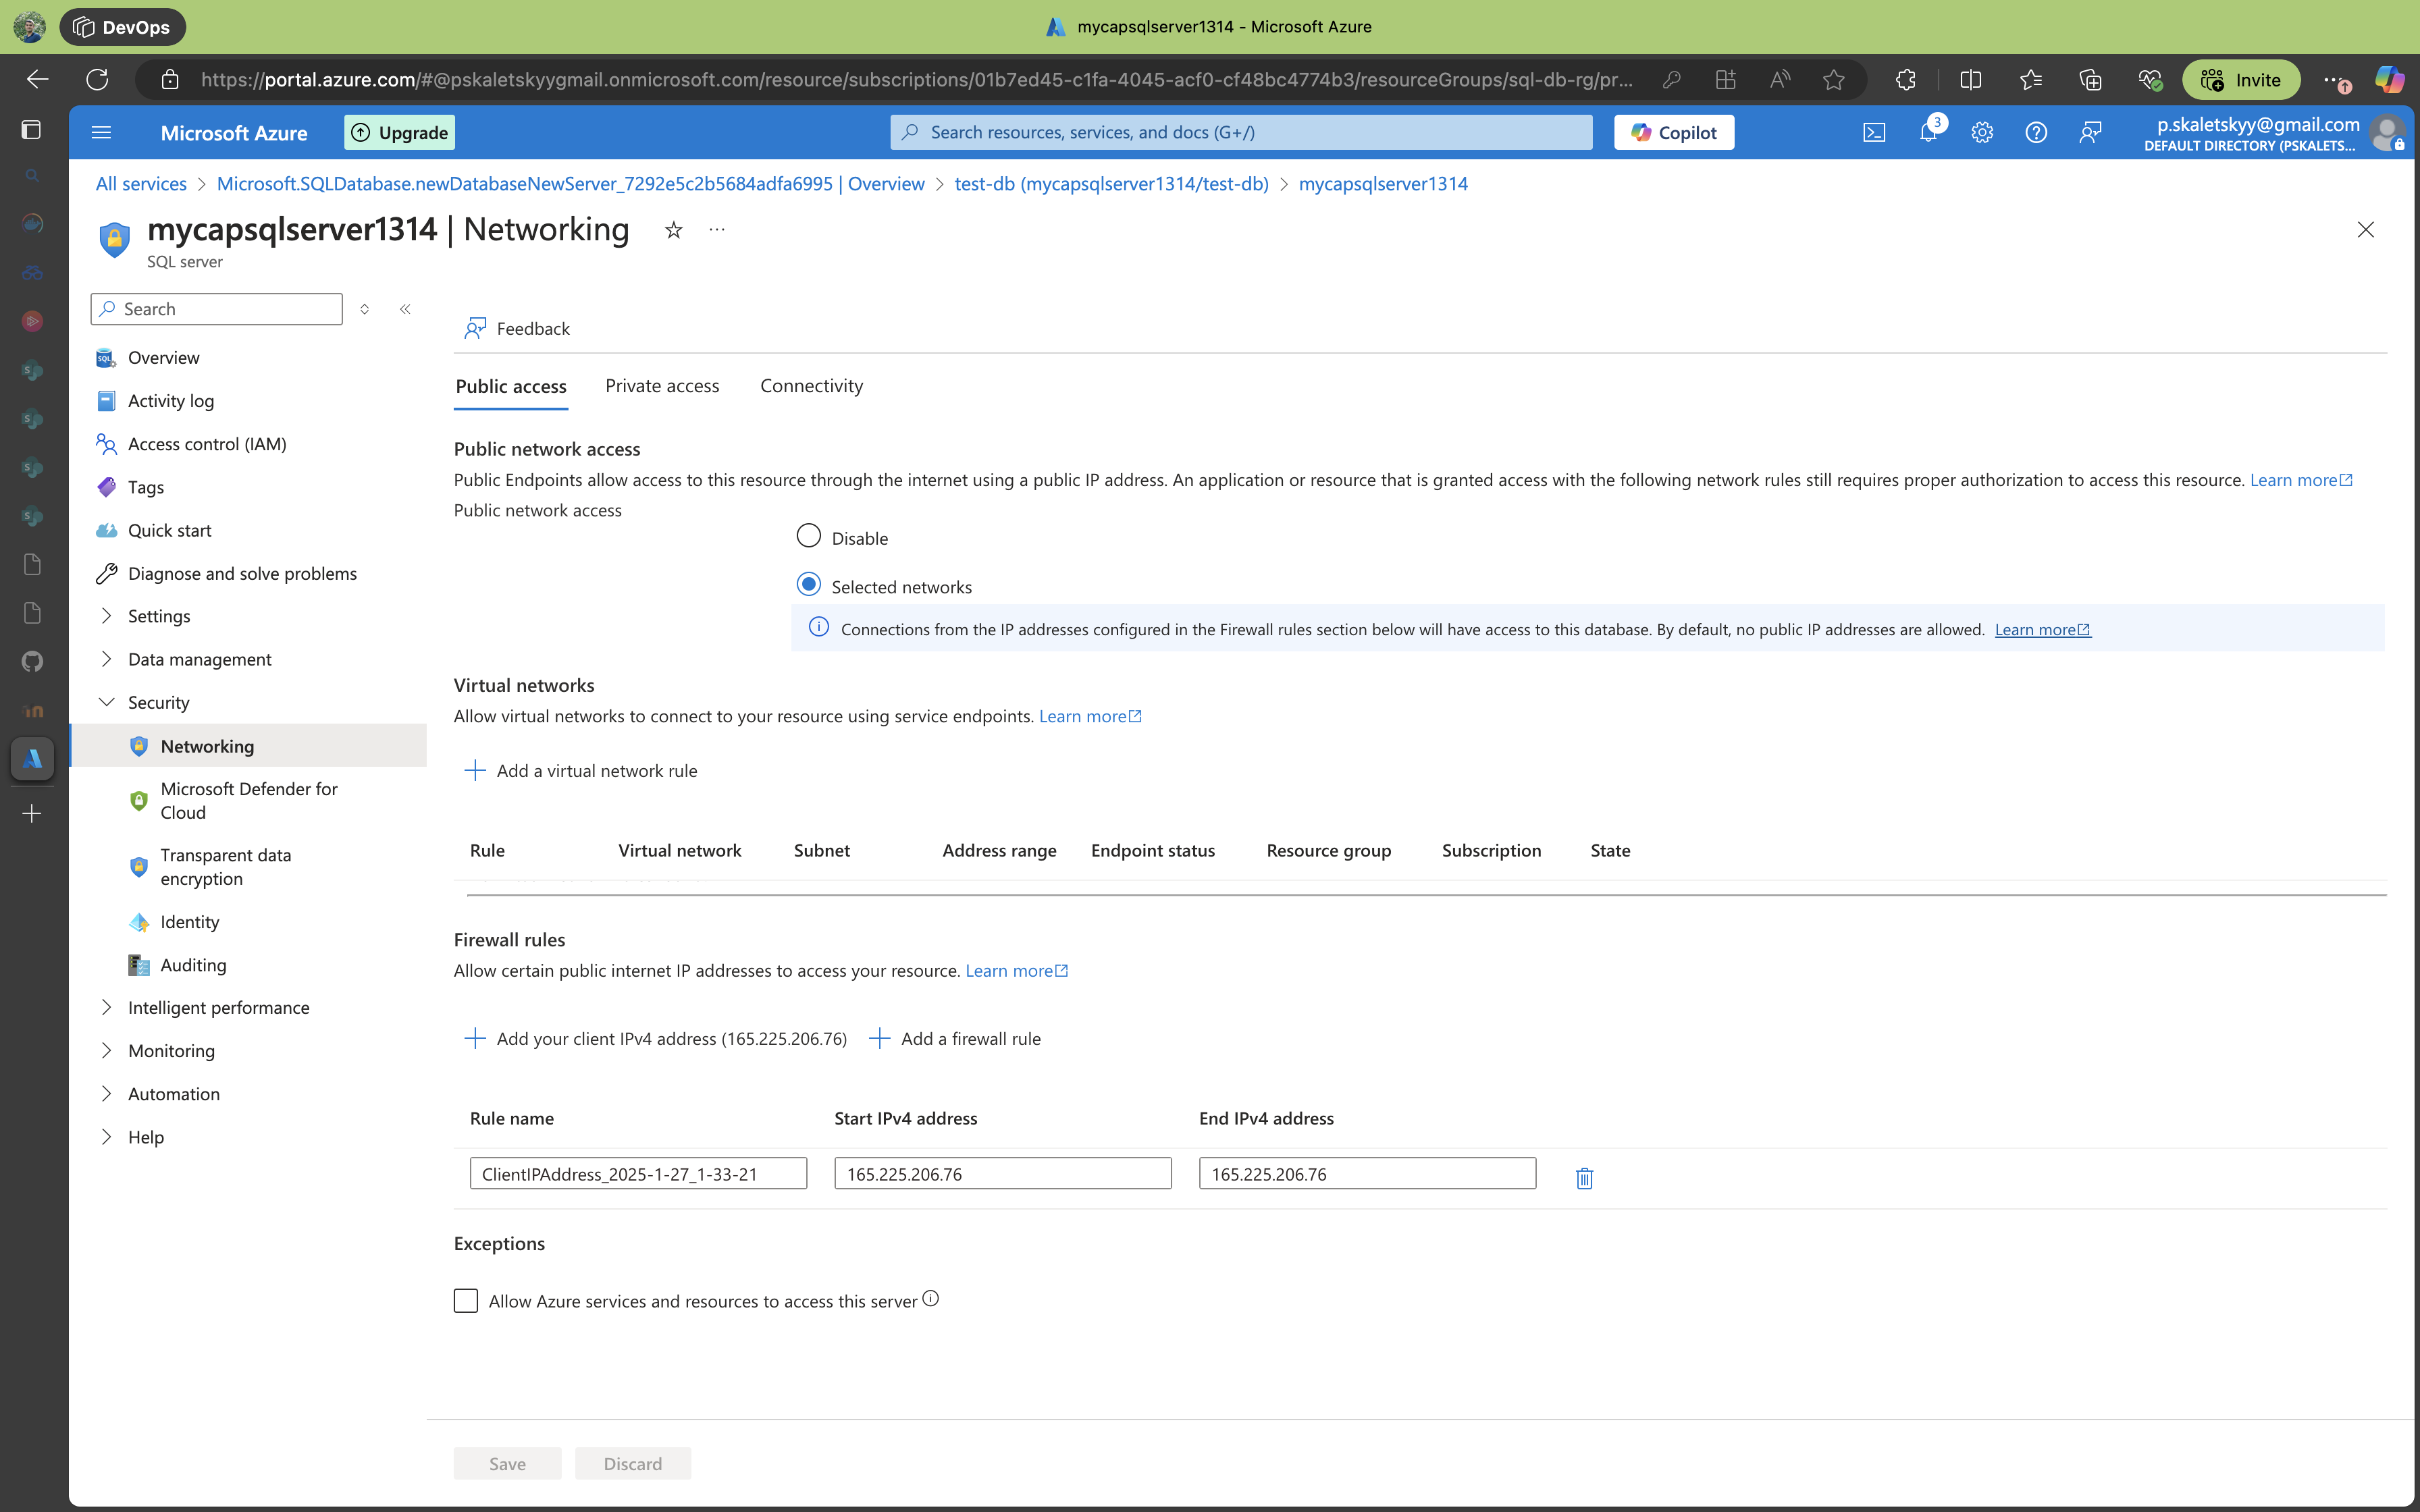 DevOps
mycapsqlserver1314 - Microsoft Azure
https://portal.azure.com/#@pskaletskyygmail.onmicrosoft.com/resource/subscriptions/01b7ed45-c1fa-4045-acf0-cf48bc4774b3/resourceGroups/sql-db-rg/pr...
Invite
Microsoft Azure
Upgrade
Search resources, services, and docs (G+/)
Copilot
3
p.skaletskyy@gmail.com
DEFAULT DIRECTORY (PSKALETS...
All services > Microsoft.SQLDatabase.newDatabaseNewServer_7292e5c2b5684adfa6995 | Overview > test-db (mycapsqlserver1314/test-db) > mycapsqlserver1314
mycapsqlserver1314 | Networking
SQL server
Search
Overview
Activity log
Access control (IAM)
Tags
Quick start
Diagnose and solve problems
Settings
Data management
Security
Networking
Microsoft Defender for
Cloud
Transparent data
encryption
Identity
Auditing
Intelligent performance
Monitoring
Automation
Help
Feedback
Public access Private access Connectivity
Public network access
Public Endpoints allow access to this resource through the internet using a public IP address. An application or resource that is granted access with the following network rules still requires proper authorization to access this resource. Learn more
Public network access
Disable
Selected networks
Connections from the IP addresses configured in the Firewall rules section below will have access to this database. By default, no public IP addresses are allowed. Learn more
Virtual networks
Allow virtual networks to connect to your resource using service endpoints. Learn more
Add a virtual network rule
Rule Virtual network Subnet Address range Endpoint status Resource group Subscription State
Firewall rules
Allow certain public internet IP addresses to access your resource. Learn more
Add your client IPv4 address (165.225.206.76) Add a firewall rule
Rule name Start IPv4 address End IPv4 address
ClientIPAddress_2025-1-27_1-33-21 165.225.206.76 165.225.206.76
Exceptions
Allow Azure services and resources to access this server
Save Discard